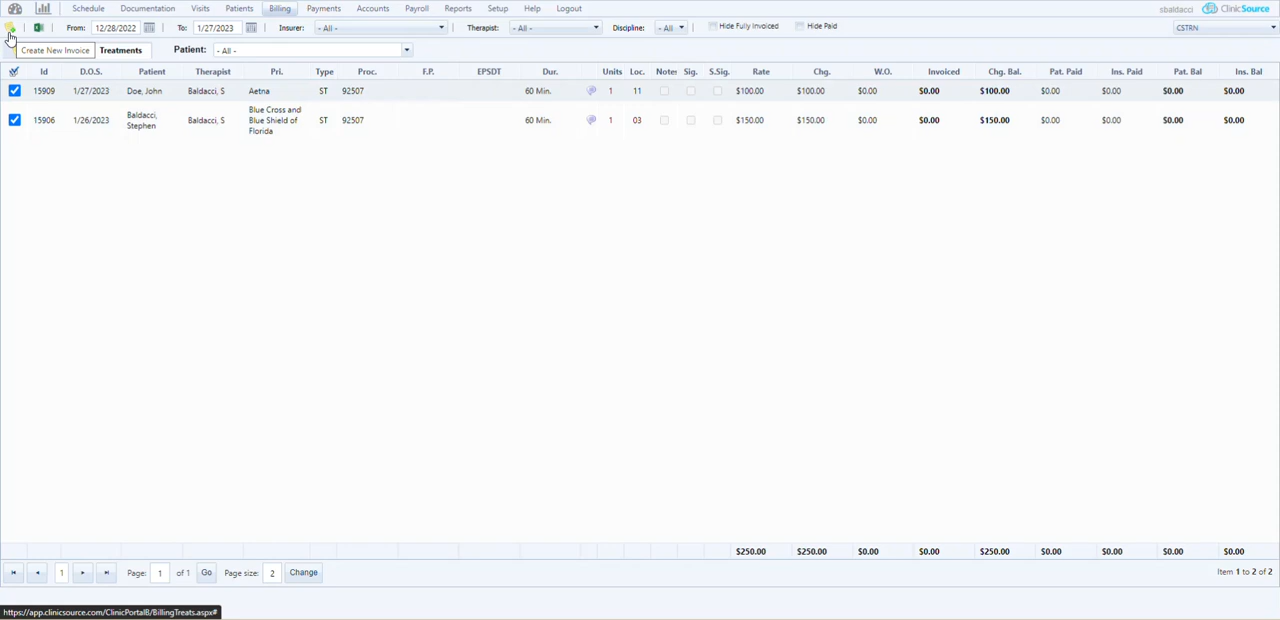 Schedule Documentation Visits Patients Billing Payments Accounts Payroll Reports Setup Help Logout sbaldacci ClinicSource
From: 12/28/2022 To: 1/27/2023 Insurer: - All - Therapist: - All - Discipline: - All Hide Fully Invoiced Hide Paid CSTRN
Create New Invoice Treatments Patient: - All -
Id D.O.S. Patient Therapist Pri. Type Proc. F.P. EPSDT Dur. Units Loc. Notes Sig. S.Sig. Rate Chg. W.O. Invoiced Chg. Bal. Pat. Paid Ins. Paid Pat. Bal Ins. Bal
15909 1/27/2023 Doe, John Baldacci, S Aetna ST 92507 60 Min. 1 11 $100.00 $100.00 $0.00 $0.00 $100.00 $0.00 $0.00 $0.00 $0.00
15906 1/26/2023 Baldacci, Stephen Baldacci, S Blue Cross and Blue Shield of Florida ST 92507 60 Min. 1 03 $150.00 $150.00 $0.00 $0.00 $150.00 $0.00 $0.00 $0.00 $0.00
$250.00 $250.00 $0.00 $0.00 $250.00 $0.00 $0.00 $0.00 $0.00
1 Page: 1 of 1 Go Page size: 2 Change Item 1 to 2 of 2
https://app.clinicsource.com/ClinicPortalB/BillingTreats.aspx#